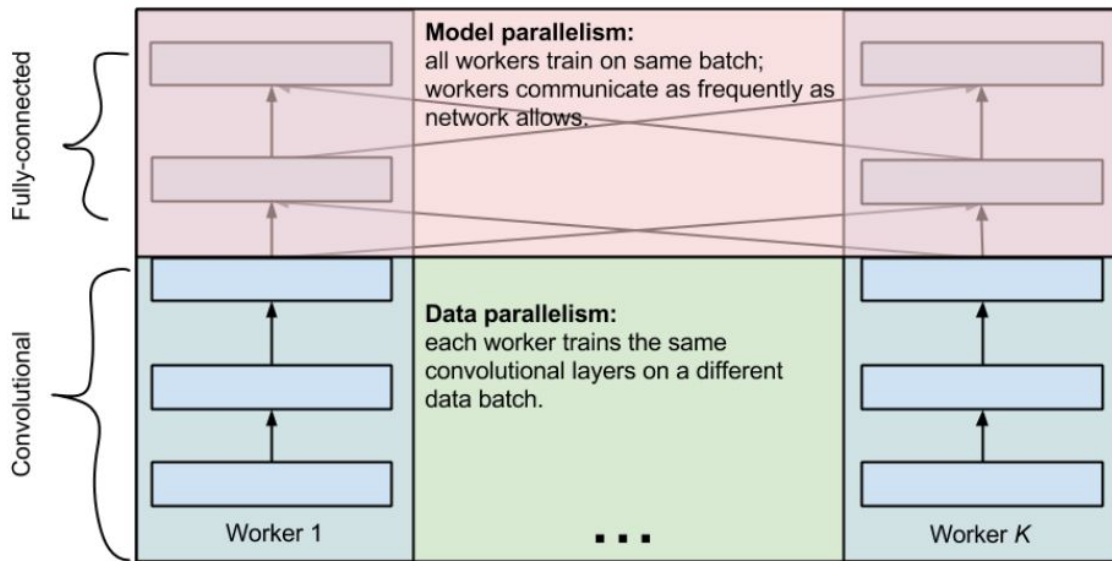 Fully-connected
Model parallelism:
all workers train on same batch;
workers communicate as frequently as
network allows.
Convolutional
Data parallelism:
each worker trains the same
convolutional layers on a different
data batch.
Worker 1
...
Worker K